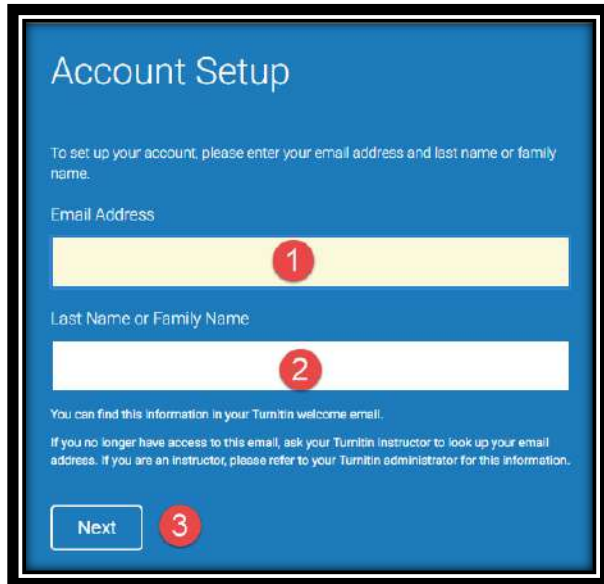 Account Setup
To set up your account, please enter your email address and last name or family
name.
Email Address
1
Last Name or Family Name
2
You can find this information in your Turnitin welcome email.
If you no longer have access to this email, ask your Turnitin instructor to look up your email
address. If you are an instructor, please refer to your Turnitin administrator for this information.
Next 3